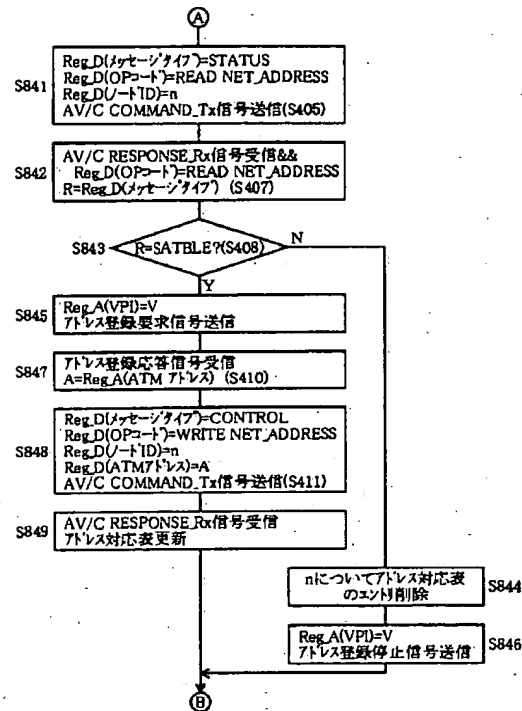 A
S841
Reg_D(メッセージタイプ)=STATUS
Reg_D(OPコード)=READ NET_ADDRESS
Reg_D(ノードID)=n
AV/C COMMAND_Tx信号送信(S405)
S842
AV/C RESPONSE_Rx信号受信&&
Reg_D(OPコード)=READ NET_ADDRESS
R=Reg_D(メッセージタイプ) (S407)
S843
R=SATBLE?(S408)
N
Y
S845
Reg_A(VPI)=V
アドレス登録要求信号送信
S847
アドレス登録応答信号受信
A=Reg_A(ATM アドレス) (S410)
S848
Reg_D(メッセージタイプ)=CONTROL
Reg_D(OPコード)=WRITE NET_ADDRESS
Reg_D(ノードID)=n
Reg_D(ATMアドレス)=A
AV/C COMMAND_Tx信号送信(S411)
S849
AV/C RESPONSE_Rx信号受信
アドレス対応表更新
nについてアドレス対応表
のエントリ削除
S844
Reg_A(VPI)=V
アドレス登録停止信号送信
S846
B